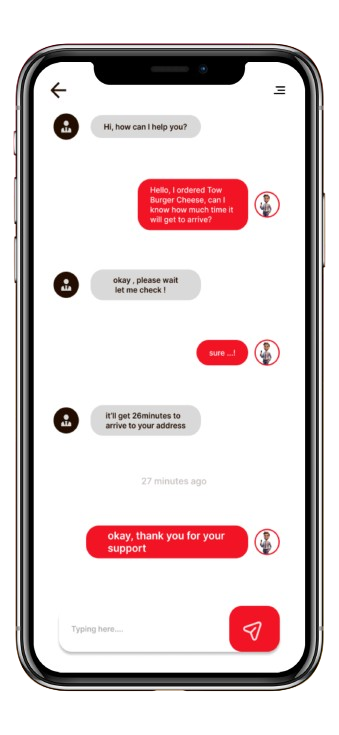 Hi, how can I help you?
Hello, I ordered Tow
Burger Cheese, can I
know how much time it
will get to arrive?
okay , please wait
let me check !
sure ...!
it'll get 26minutes to
arrive to your address
27 minutes ago
okay, thank you for your
support
Typing here....